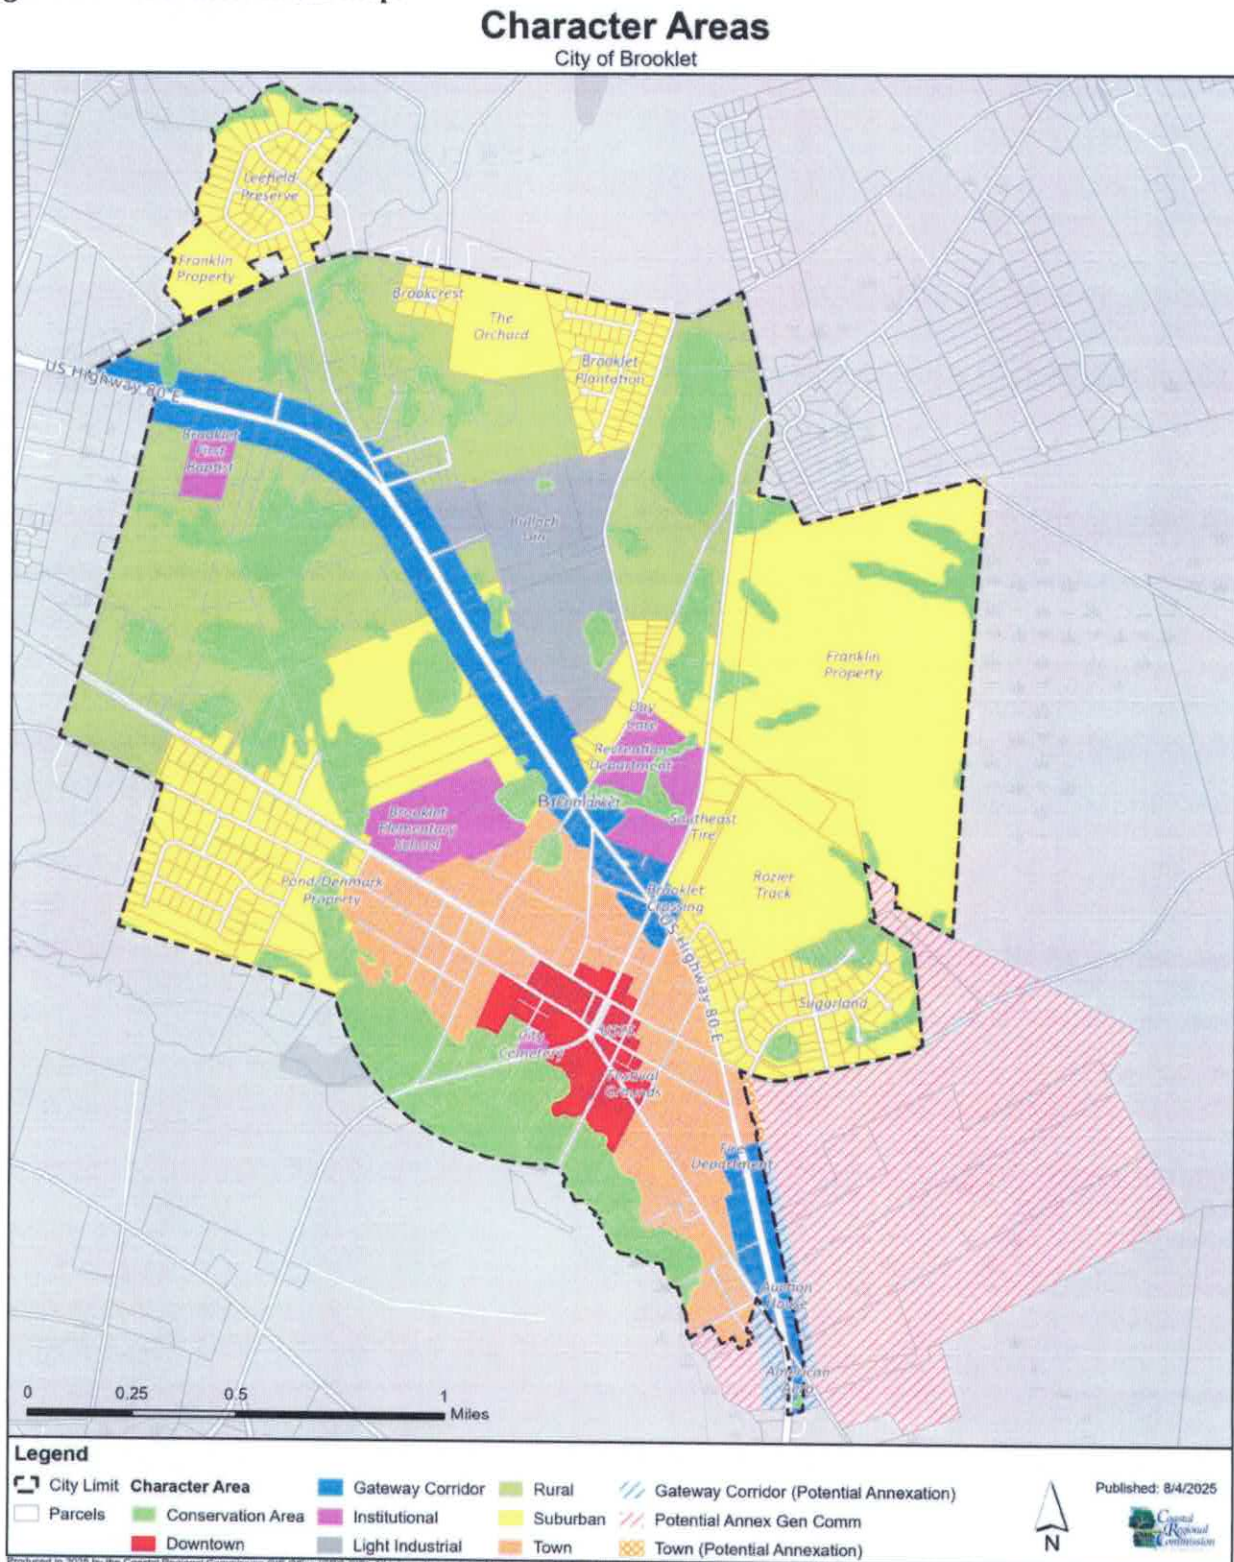 Character Areas
City of Brooklet
Leefield
Preserve
Franklin
Property
Brookcrest
The
Orchard
Brooklet
Plantation
US Highway 80 E
Brooklet
First
Baptist
Bulloch
Gin
Franklin
Property
Day
Care
Recreation
Department
Brooklet
Elementary
School
Southeast
Tire
Pond/Denmark
Property
Brooklet
Crossing
Rozier
Track
US Highway 80 E
Sugarland
City
Cemetery
Festival
Grounds
Fire
Department
Auction
House
American
0 0.25 0.5 1
Miles
Legend
City Limit
Parcels
Character Area
Conservation Area
Downtown
Gateway Corridor
Institutional
Light Industrial
Rural
Suburban
Town
Gateway Corridor (Potential Annexation)
Potential Annex Gen Comm
Town (Potential Annexation)
N
Published: 8/4/2025
Coastal
Regional
Commission